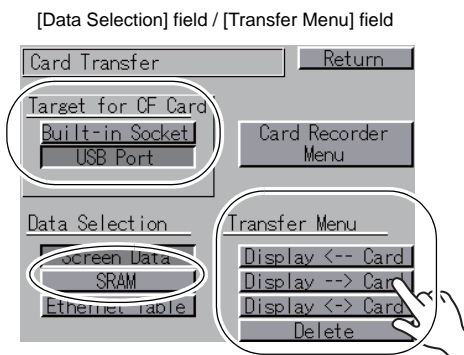 [Data Selection] field / [Transfer Menu] field
Card Transfer
Return
Target for CF Card
Built-in Socket
USB Port
Card Recorder
Menu
Data Selection
Screen Data
SRAM
Ethernet Table
Transfer Menu
Display <-- Card
Display --> Card
Display <-> Card
Delete